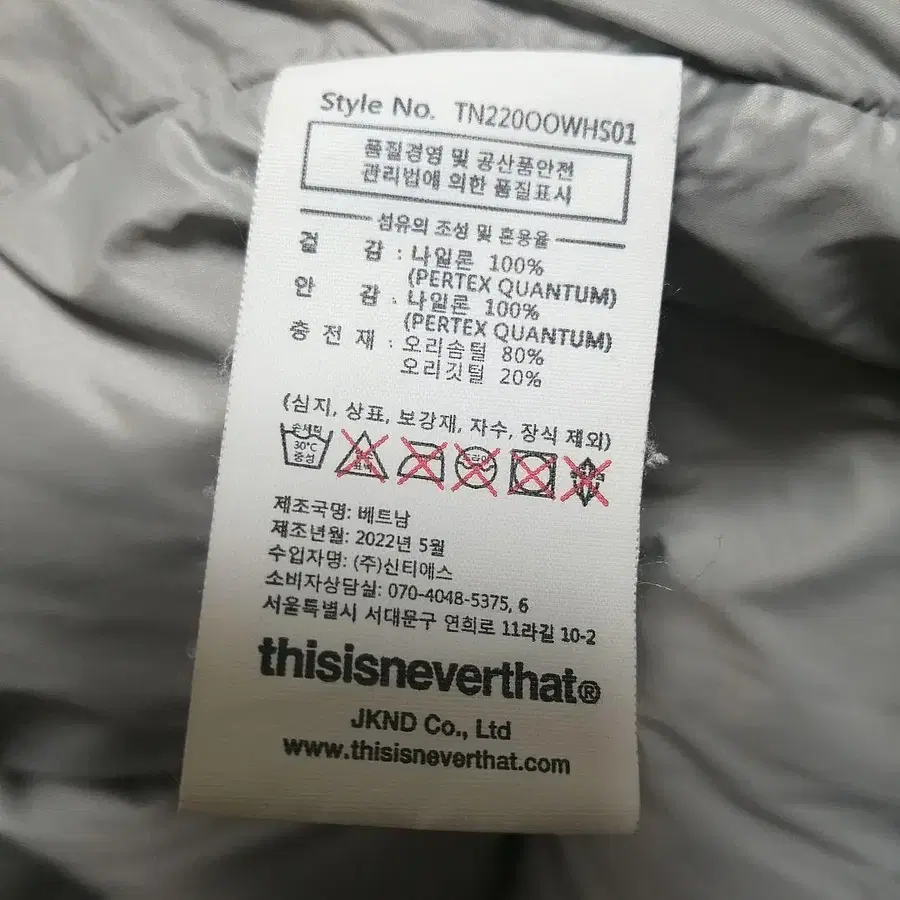 Style No. TN220OOWHS01
품질경영 및 공산품안전
관리법에 의한 품질표시
섬유의 조성 및 혼용율
겉 감 : 나일론 100%
(PERTEX QUANTUM)
안 감 : 나일론 100%
(PERTEX QUANTUM)
충 전 재 : 오리솜털 80%
오리깃털 20%
(심지, 상표, 보강재, 자수, 장식 제외)
손세탁
30℃
중성
제조국명: 베트남
제조년월: 2022년 5월
수입자명: (주)신티에스
소비자상담실: 070-4048-5375, 6
서울특별시 서대문구 연희로 11라길 10-2
thisisneverthat®
JKND Co., Ltd
www.thisisneverthat.com